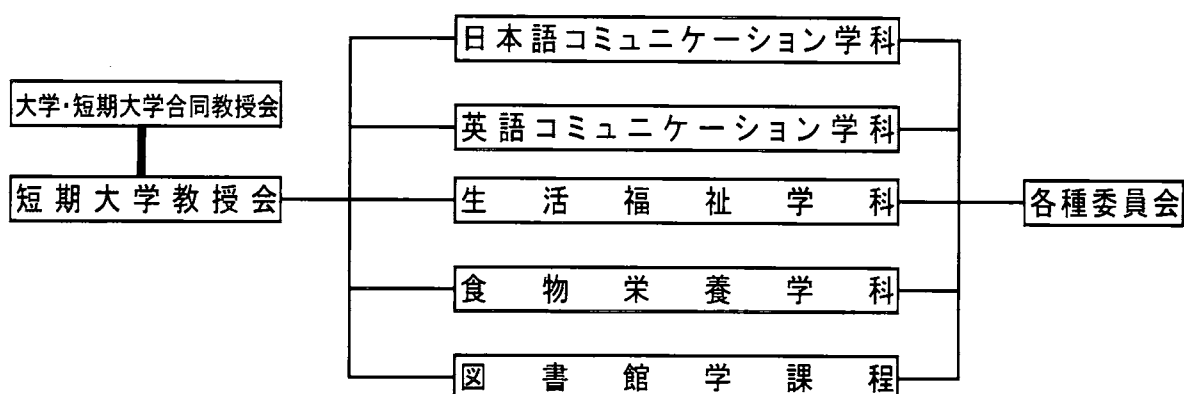 大学・短期大学合同教授会
短期大学教授会
日本語コミュニケーション学科
英語コミュニケーション学科
生活福祉学科
食物栄養学科
図書館学課程
各種委員会